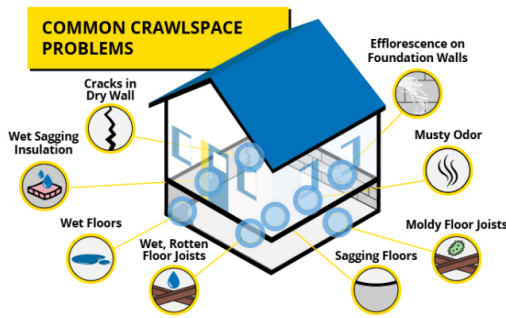 COMMON CRAWLSPACE
PROBLEMS
Efflorescence on
Foundation Walls
Cracks in
Dry Wall
Musty Odor
Wet Sagging
Insulation
Wet Floors
Wet, Rotten
Floor Joists
Sagging Floors
Moldy Floor Joists